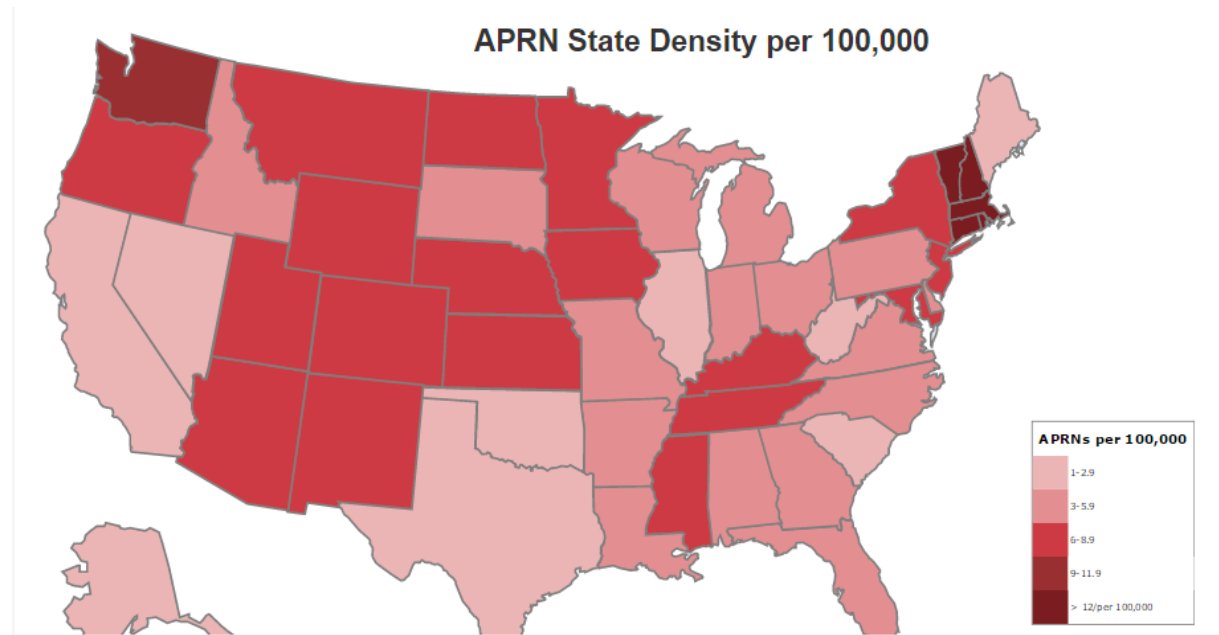 APRN State Density per 100,000
APRNs per 100,000
1-2.9
3-5.9
6-8.9
9-11.9
> 12/per 100,000